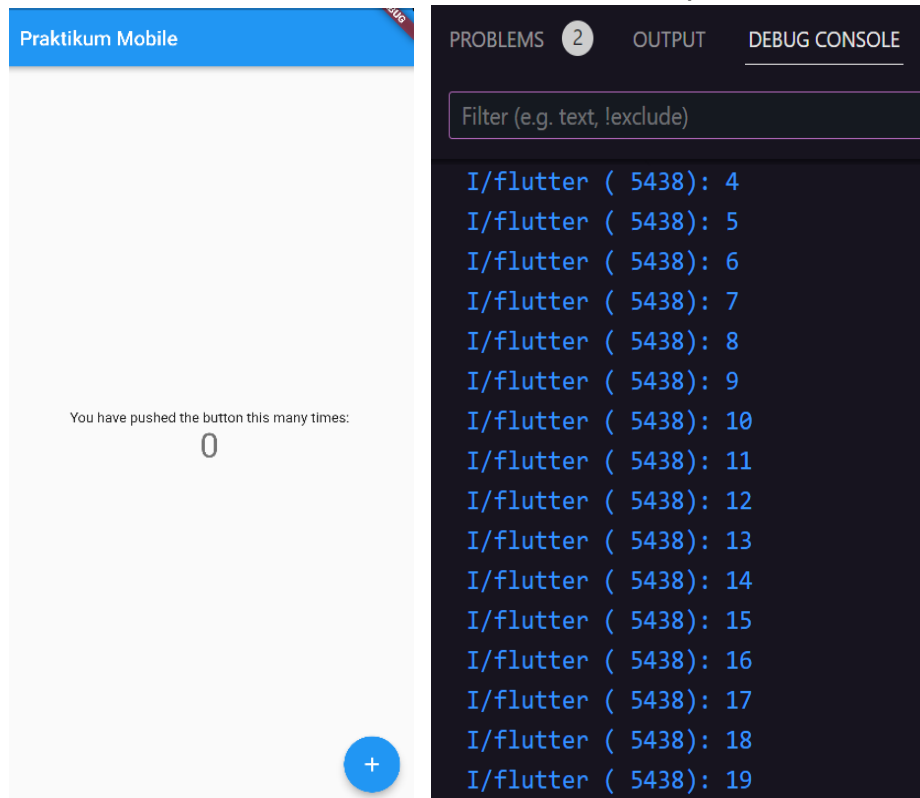 Praktikum Mobile
You have pushed the button this many times:
0
+
PROBLEMS 2 OUTPUT DEBUG CONSOLE
Filter (e.g. text, !exclude)
I/flutter ( 5438): 4
I/flutter ( 5438): 5
I/flutter ( 5438): 6
I/flutter ( 5438): 7
I/flutter ( 5438): 8
I/flutter ( 5438): 9
I/flutter ( 5438): 10
I/flutter ( 5438): 11
I/flutter ( 5438): 12
I/flutter ( 5438): 13
I/flutter ( 5438): 14
I/flutter ( 5438): 15
I/flutter ( 5438): 16
I/flutter ( 5438): 17
I/flutter ( 5438): 18
I/flutter ( 5438): 19